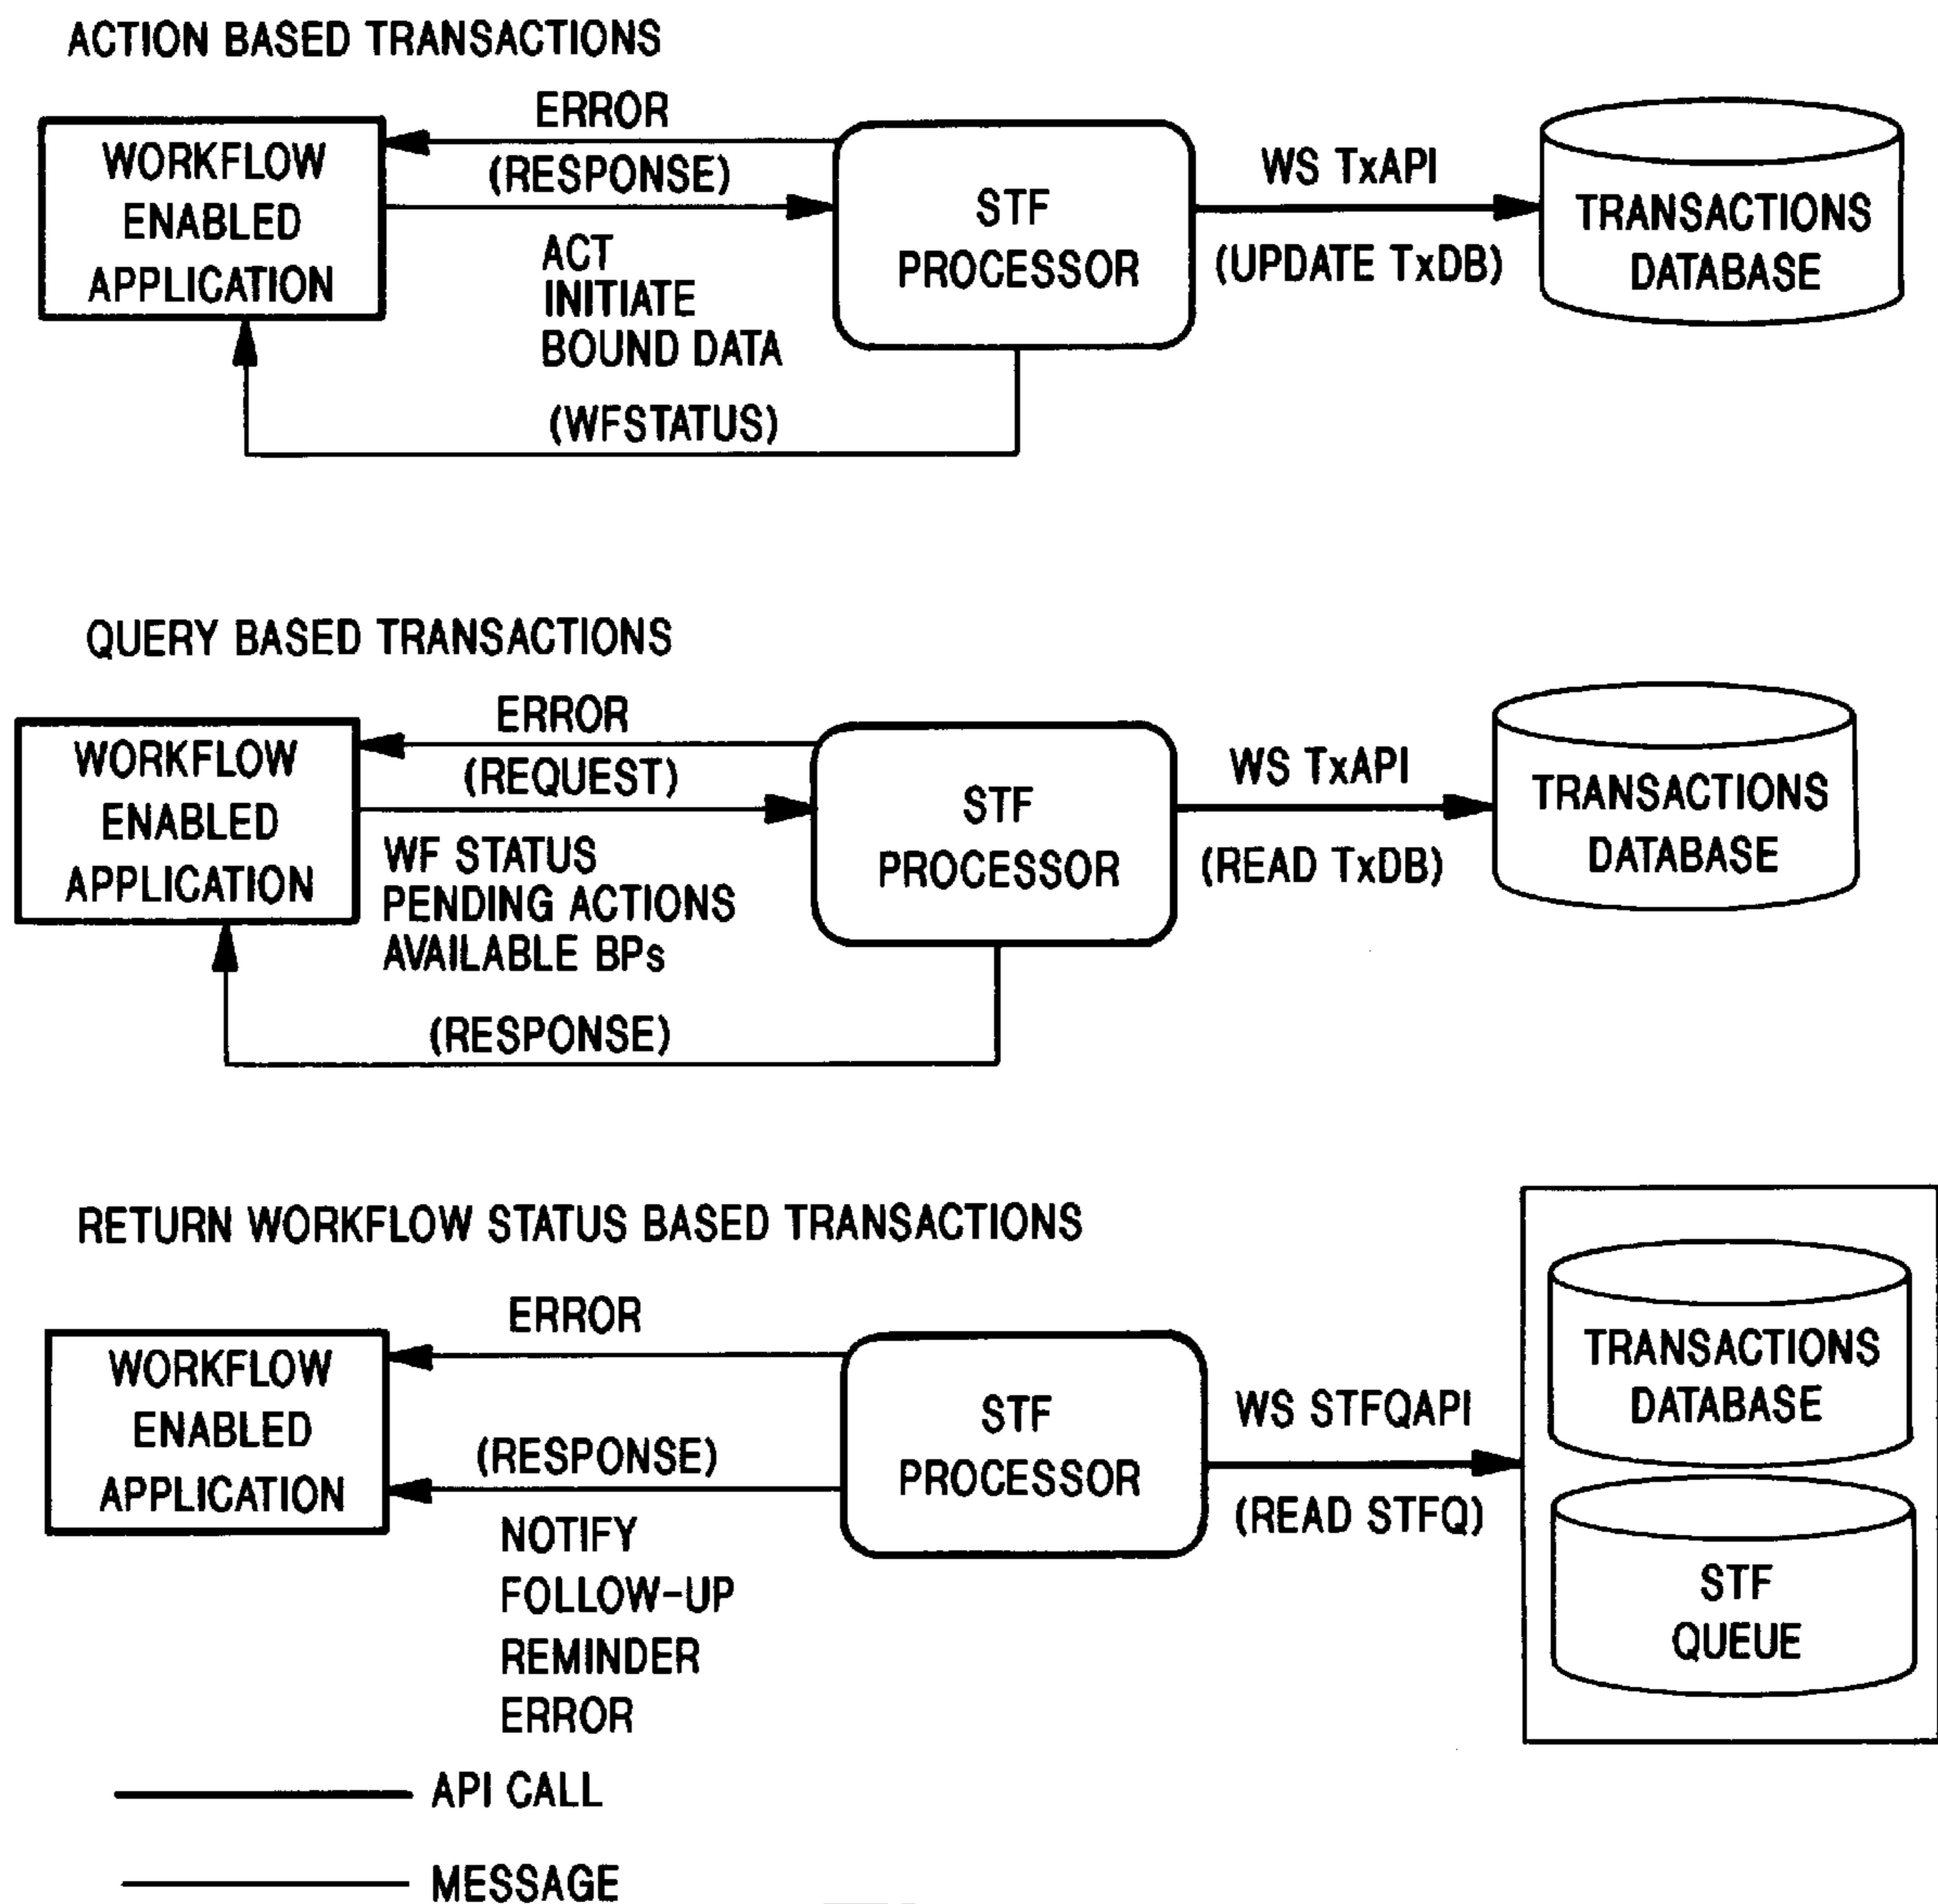 ACTION BASED TRANSACTIONS
WORKFLOW
ENABLED
APPLICATION
ERROR
(RESPONSE)
ACT
INITIATE
BOUND DATA
(WFSTATUS)
STF
PROCESSOR
WS TxAPI
(UPDATE TxDB)
TRANSACTIONS
DATABASE
QUERY BASED TRANSACTIONS
WORKFLOW
ENABLED
APPLICATION
ERROR
(REQUEST)
WF STATUS
PENDING ACTIONS
AVAILABLE BPs
(RESPONSE)
STF
PROCESSOR
WS TxAPI
(READ TxDB)
TRANSACTIONS
DATABASE
RETURN WORKFLOW STATUS BASED TRANSACTIONS
WORKFLOW
ENABLED
APPLICATION
ERROR
(RESPONSE)
NOTIFY
FOLLOW-UP
REMINDER
ERROR
STF
PROCESSOR
WS STFQAPI
(READ STFQ)
TRANSACTIONS
DATABASE
STF
QUEUE
API CALL
MESSAGE